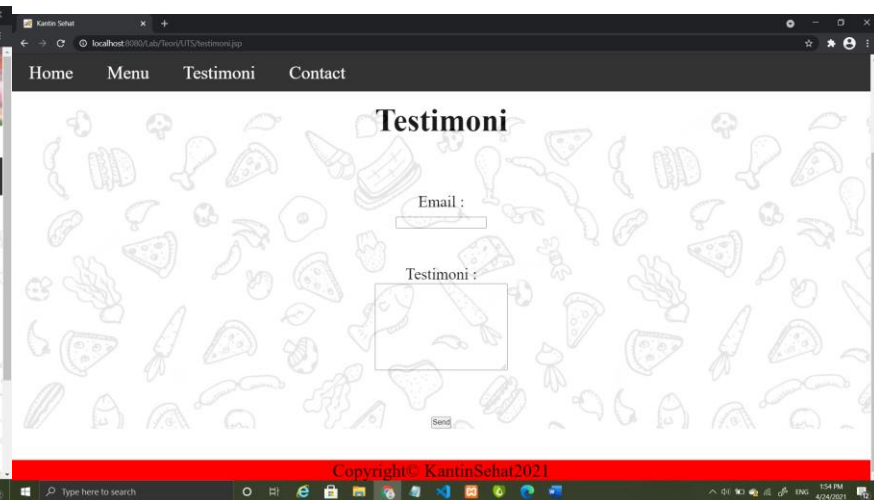 Kantin Sehat
localhost:8080/Lab/Teori/UTS/testimoni.jsp
Home Menu Testimoni Contact
Testimoni
Email :
Testimoni :
Send
Copyright© KantinSehat2021
Type here to search
ENG
1:54 PM
4/24/2021